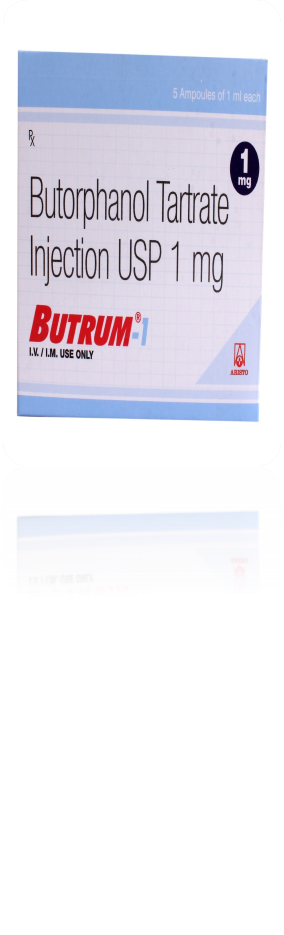 5 Ampoules of 1 ml each
Rx
1
mg
Butorphanol Tartrate
Injection USP 1 mg
BUTRUM®-1
I.V. / I.M. USE ONLY
ARISTO